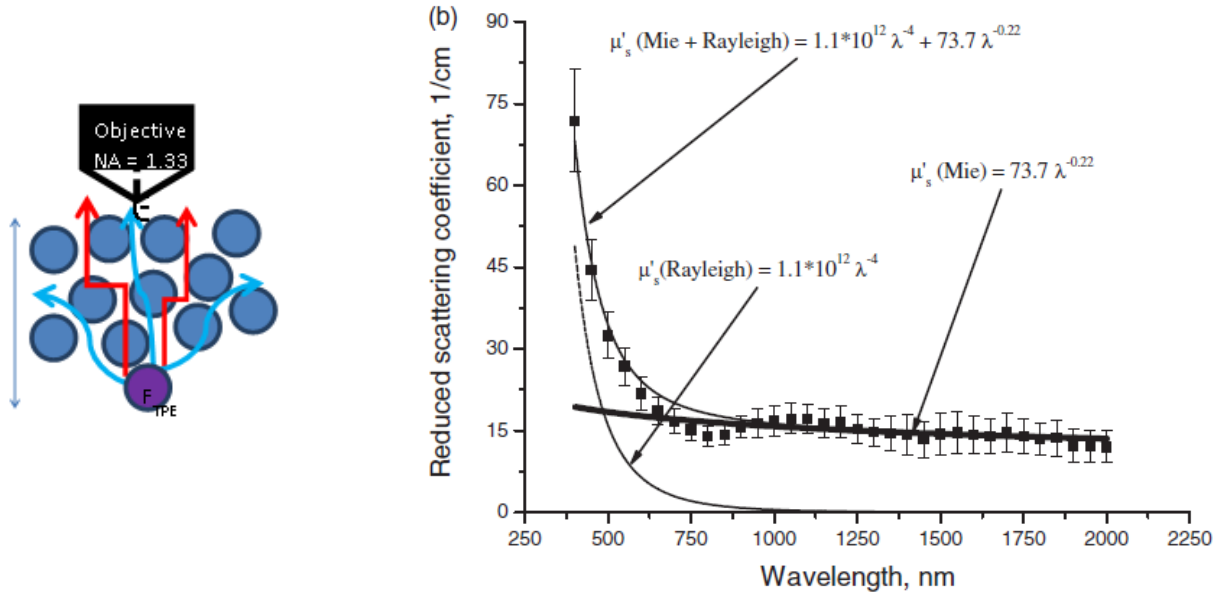 Objective
NA = 1.33
F
TPE
(b)
μ's (Mie + Rayleigh) = 1.1*10^12 λ^-4 + 73.7 λ^-0.22
μ's (Mie) = 73.7 λ^-0.22
μ's(Rayleigh) = 1.1*10^12 λ^-4
Reduced scattering coefficient, 1/cm
90
75
60
45
30
15
0
250 500 750 1000 1250 1500 1750 2000 2250
Wavelength, nm